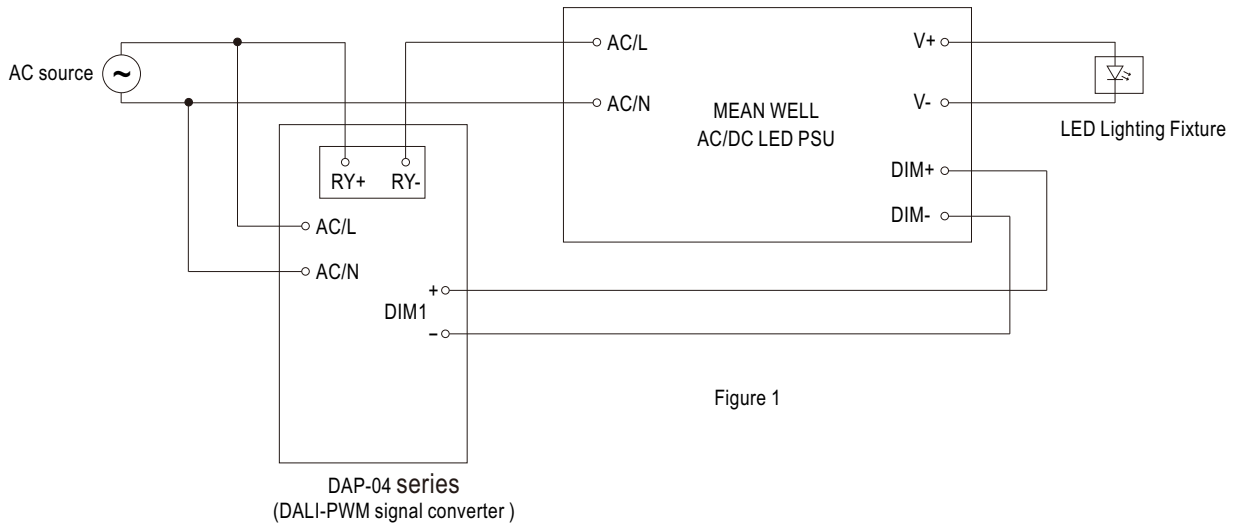 AC source
~
AC/L
AC/N
MEAN WELL
AC/DC LED PSU
V+
V-
DIM+
DIM-
LED Lighting Fixture
RY+ RY-
AC/L
AC/N
+
DIM1
–
Figure 1
DAP-04 series
(DALI-PWM signal converter )